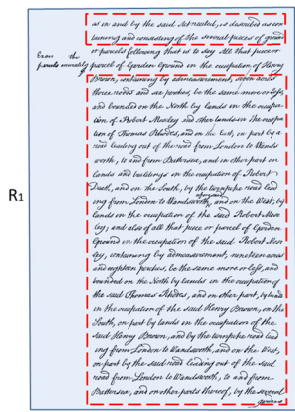 as in and by the said Act recited, is described as con
taining and consisting of the several pieces of ground
or parcels following that is to say All that piece or
parcel of Garden Ground in the occupation of Henry
Brown, containing by admeasurement, seven acres
three roods and six perches, be the same more or less,
and bounded on the North by lands in the occupa
tion of Robert Moxley and other lands in the occupa
tion of Thomas Rhodes, and on the East, on part by a
road leading out of the road from London to Wands
worth, to and from Battersea, and on other part in
lands and buildings in the occupation of Robert
Duett, and on the South, by the turnpike road lead
ing from London to Wandsworth, and on the West, by
lands in the occupation of the said Robert Mox
ley; and also of all that piece or parcel of Garden
Ground in the occupation of the said Robert Mox
ley, containing by admeasurement, nineteen acres
and eighteen perches, be the same more or less, and
bounded on the North by lands in the occupation of
the said Thomas Rhodes, and on other part, by lands
in the occupation of the said Henry Brown, on the
South, on part by lands in the occupation of the
said Henry Brown, and by the turnpike road lead
ing from London to Wandsworth, and on the West,
on part by the said road leading out of the said
road from London to Wandsworth, to and from
Battersea, and on other parts thereof, by the several
R1